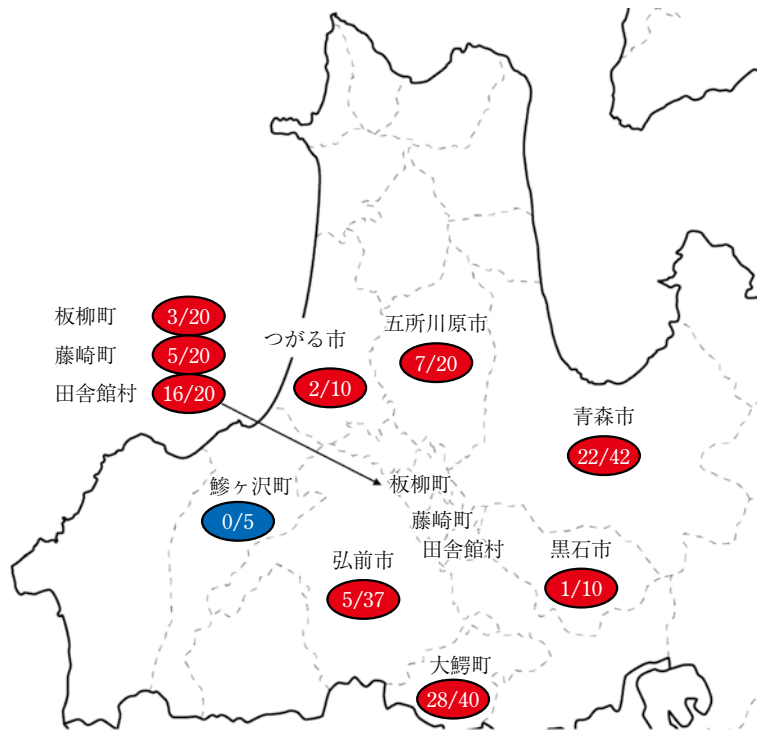 板柳町 3/20
藤崎町 5/20
田舎館村 16/20
つがる市
2/10
五所川原市
7/20
青森市
22/42
鰺ヶ沢町
0/5
板柳町
藤崎町
田舎館村
弘前市
5/37
黒石市
1/10
大鰐町
28/40